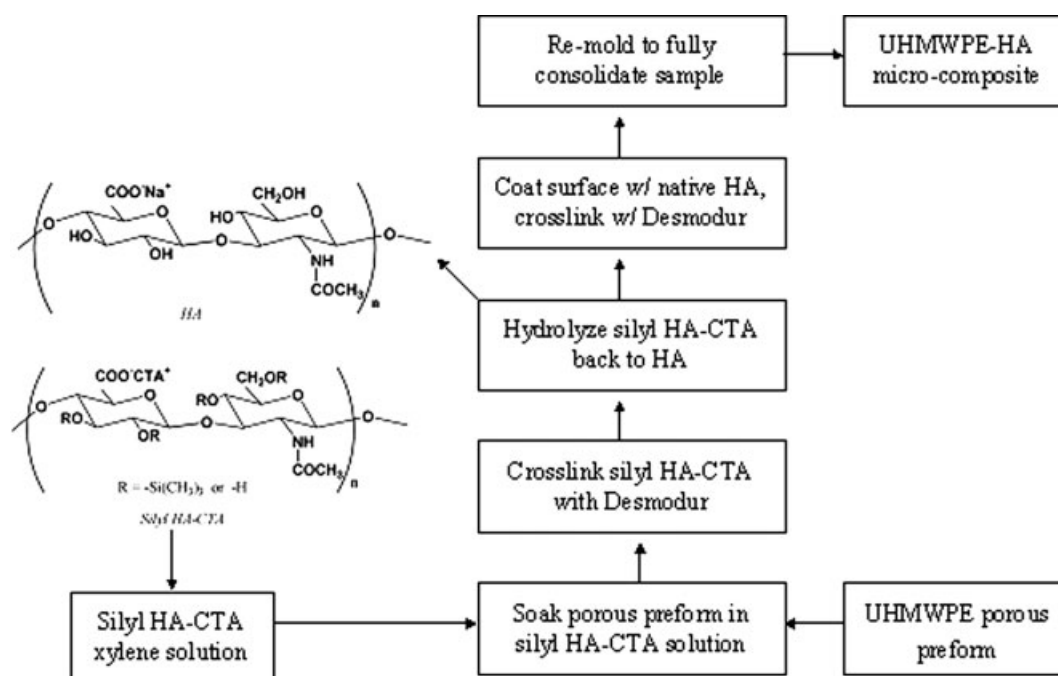 Re-mold to fully
consolidate sample
UHMWPE-HA
micro-composite
Coat surface w/ native HA,
crosslink w/ Desmodur
COO⁻Na⁺
CH₂OH
O
O
O
HO
HO
OH
O
O
NH
COCH₃
n
HA
Hydrolyze silyl HA-CTA
back to HA
COO⁻CTA⁺
CH₂OR
O
O
O
RO
RO
OR
O
O
NH
COCH₃
n
R = -Si(CH₃)₃ or -H
Silyl HA-CTA
Crosslink silyl HA-CTA
with Desmodur
Silyl HA-CTA
xylene solution
Soak porous preform in
silyl HA-CTA solution
UHMWPE porous
preform